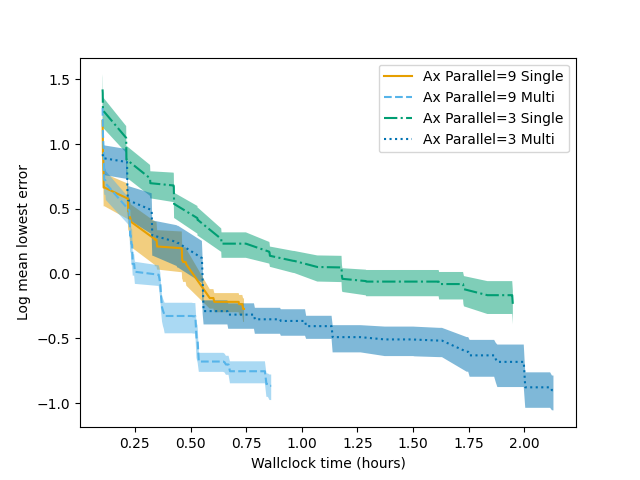 Ax Parallel=9 Single
Ax Parallel=9 Multi
Ax Parallel=3 Single
Ax Parallel=3 Multi
Log mean lowest error
1.5
1.0
0.5
0.0
−0.5
−1.0
0.25 0.50 0.75 1.00 1.25 1.50 1.75 2.00
Wallclock time (hours)